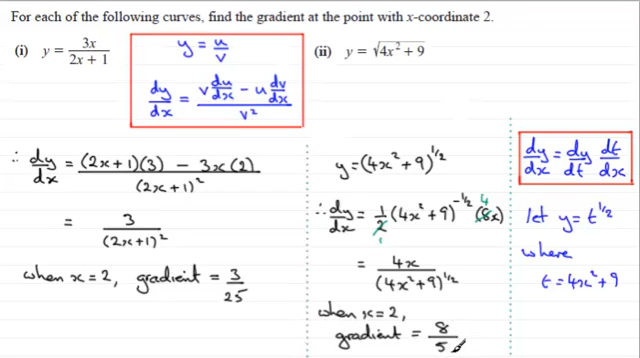 For each of the following curves, find the gradient at the point with x-coordinate 2.
(i) y = 3x / (2x + 1)
y = u/v
dy/dx = (v du/dx − u dv/dx) / v²
∴ dy/dx = ((2x+1)(3) − 3x(2)) / (2x+1)²
= 3 / (2x+1)²
when x = 2, gradient = 3/25
(ii) y = √(4x² + 9)
y = (4x² + 9)^1/2
∴ dy/dx = 1/2 (4x² + 9)^−1/2 (8x)
4
1
= 4x / (4x² + 9)^1/2
when x = 2,
gradient = 8/5
dy/dx = dy/dt dt/dx
let y = t^1/2
where
t = 4x² + 9